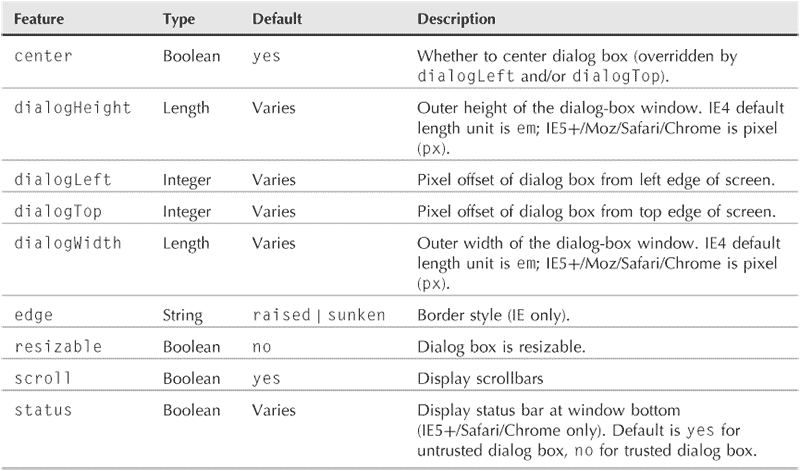 Feature Type Default Description
center Boolean yes Whether to center dialog box (overridden by
dialogLeft and/or dialogTop).
dialogHeight Length Varies Outer height of the dialog-box window. IE4 default
length unit is em; IE5+/Moz/Safari/Chrome is pixel
(px).
dialogLeft Integer Varies Pixel offset of dialog box from left edge of screen.
dialogTop Integer Varies Pixel offset of dialog box from top edge of screen.
dialogWidth Length Varies Outer width of the dialog-box window. IE4 default
length unit is em; IE5+/Moz/Safari/Chrome is pixel
(px).
edge String raised | sunken Border style (IE only).
resizable Boolean no Dialog box is resizable.
scroll Boolean yes Display scrollbars
status Boolean Varies Display status bar at window bottom
(IE5+/Safari/Chrome only). Default is yes for
untrusted dialog box, no for trusted dialog box.